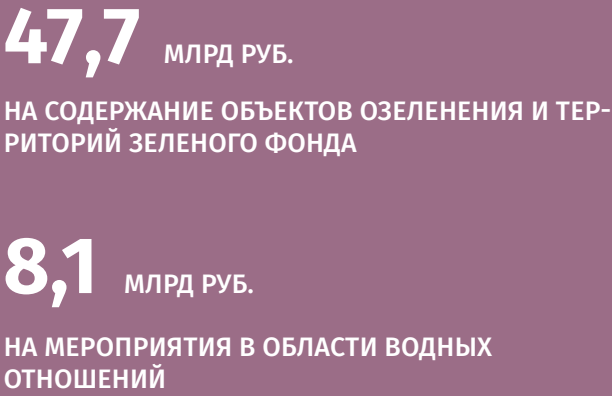 47,7 МЛРД РУБ.
НА СОДЕРЖАНИЕ ОБЪЕКТОВ ОЗЕЛЕНЕНИЯ И ТЕР-
РИТОРИЙ ЗЕЛЕНОГО ФОНДА
8,1 МЛРД РУБ.
НА МЕРОПРИЯТИЯ В ОБЛАСТИ ВОДНЫХ
ОТНОШЕНИЙ